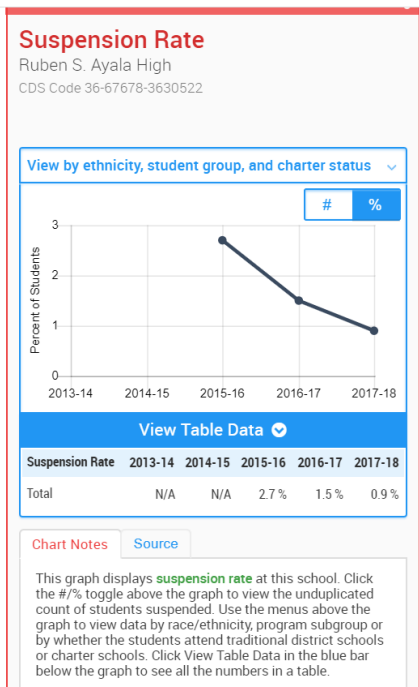 Suspension Rate
Ruben S. Ayala High
CDS Code 36-67678-3630522
View by ethnicity, student group, and charter status
# %
3
2
1
0
Percent of Students
2013-14 2014-15 2015-16 2016-17 2017-18
View Table Data
Suspension Rate 2013-14 2014-15 2015-16 2016-17 2017-18
Total N/A N/A 2.7 % 1.5 % 0.9 %
Chart Notes Source
This graph displays suspension rate at this school. Click
the #/% toggle above the graph to view the unduplicated
count of students suspended. Use the menus above the
graph to view data by race/ethnicity, program subgroup or
by whether the students attend traditional district schools
or charter schools. Click View Table Data in the blue bar
below the graph to see all the numbers in a table.